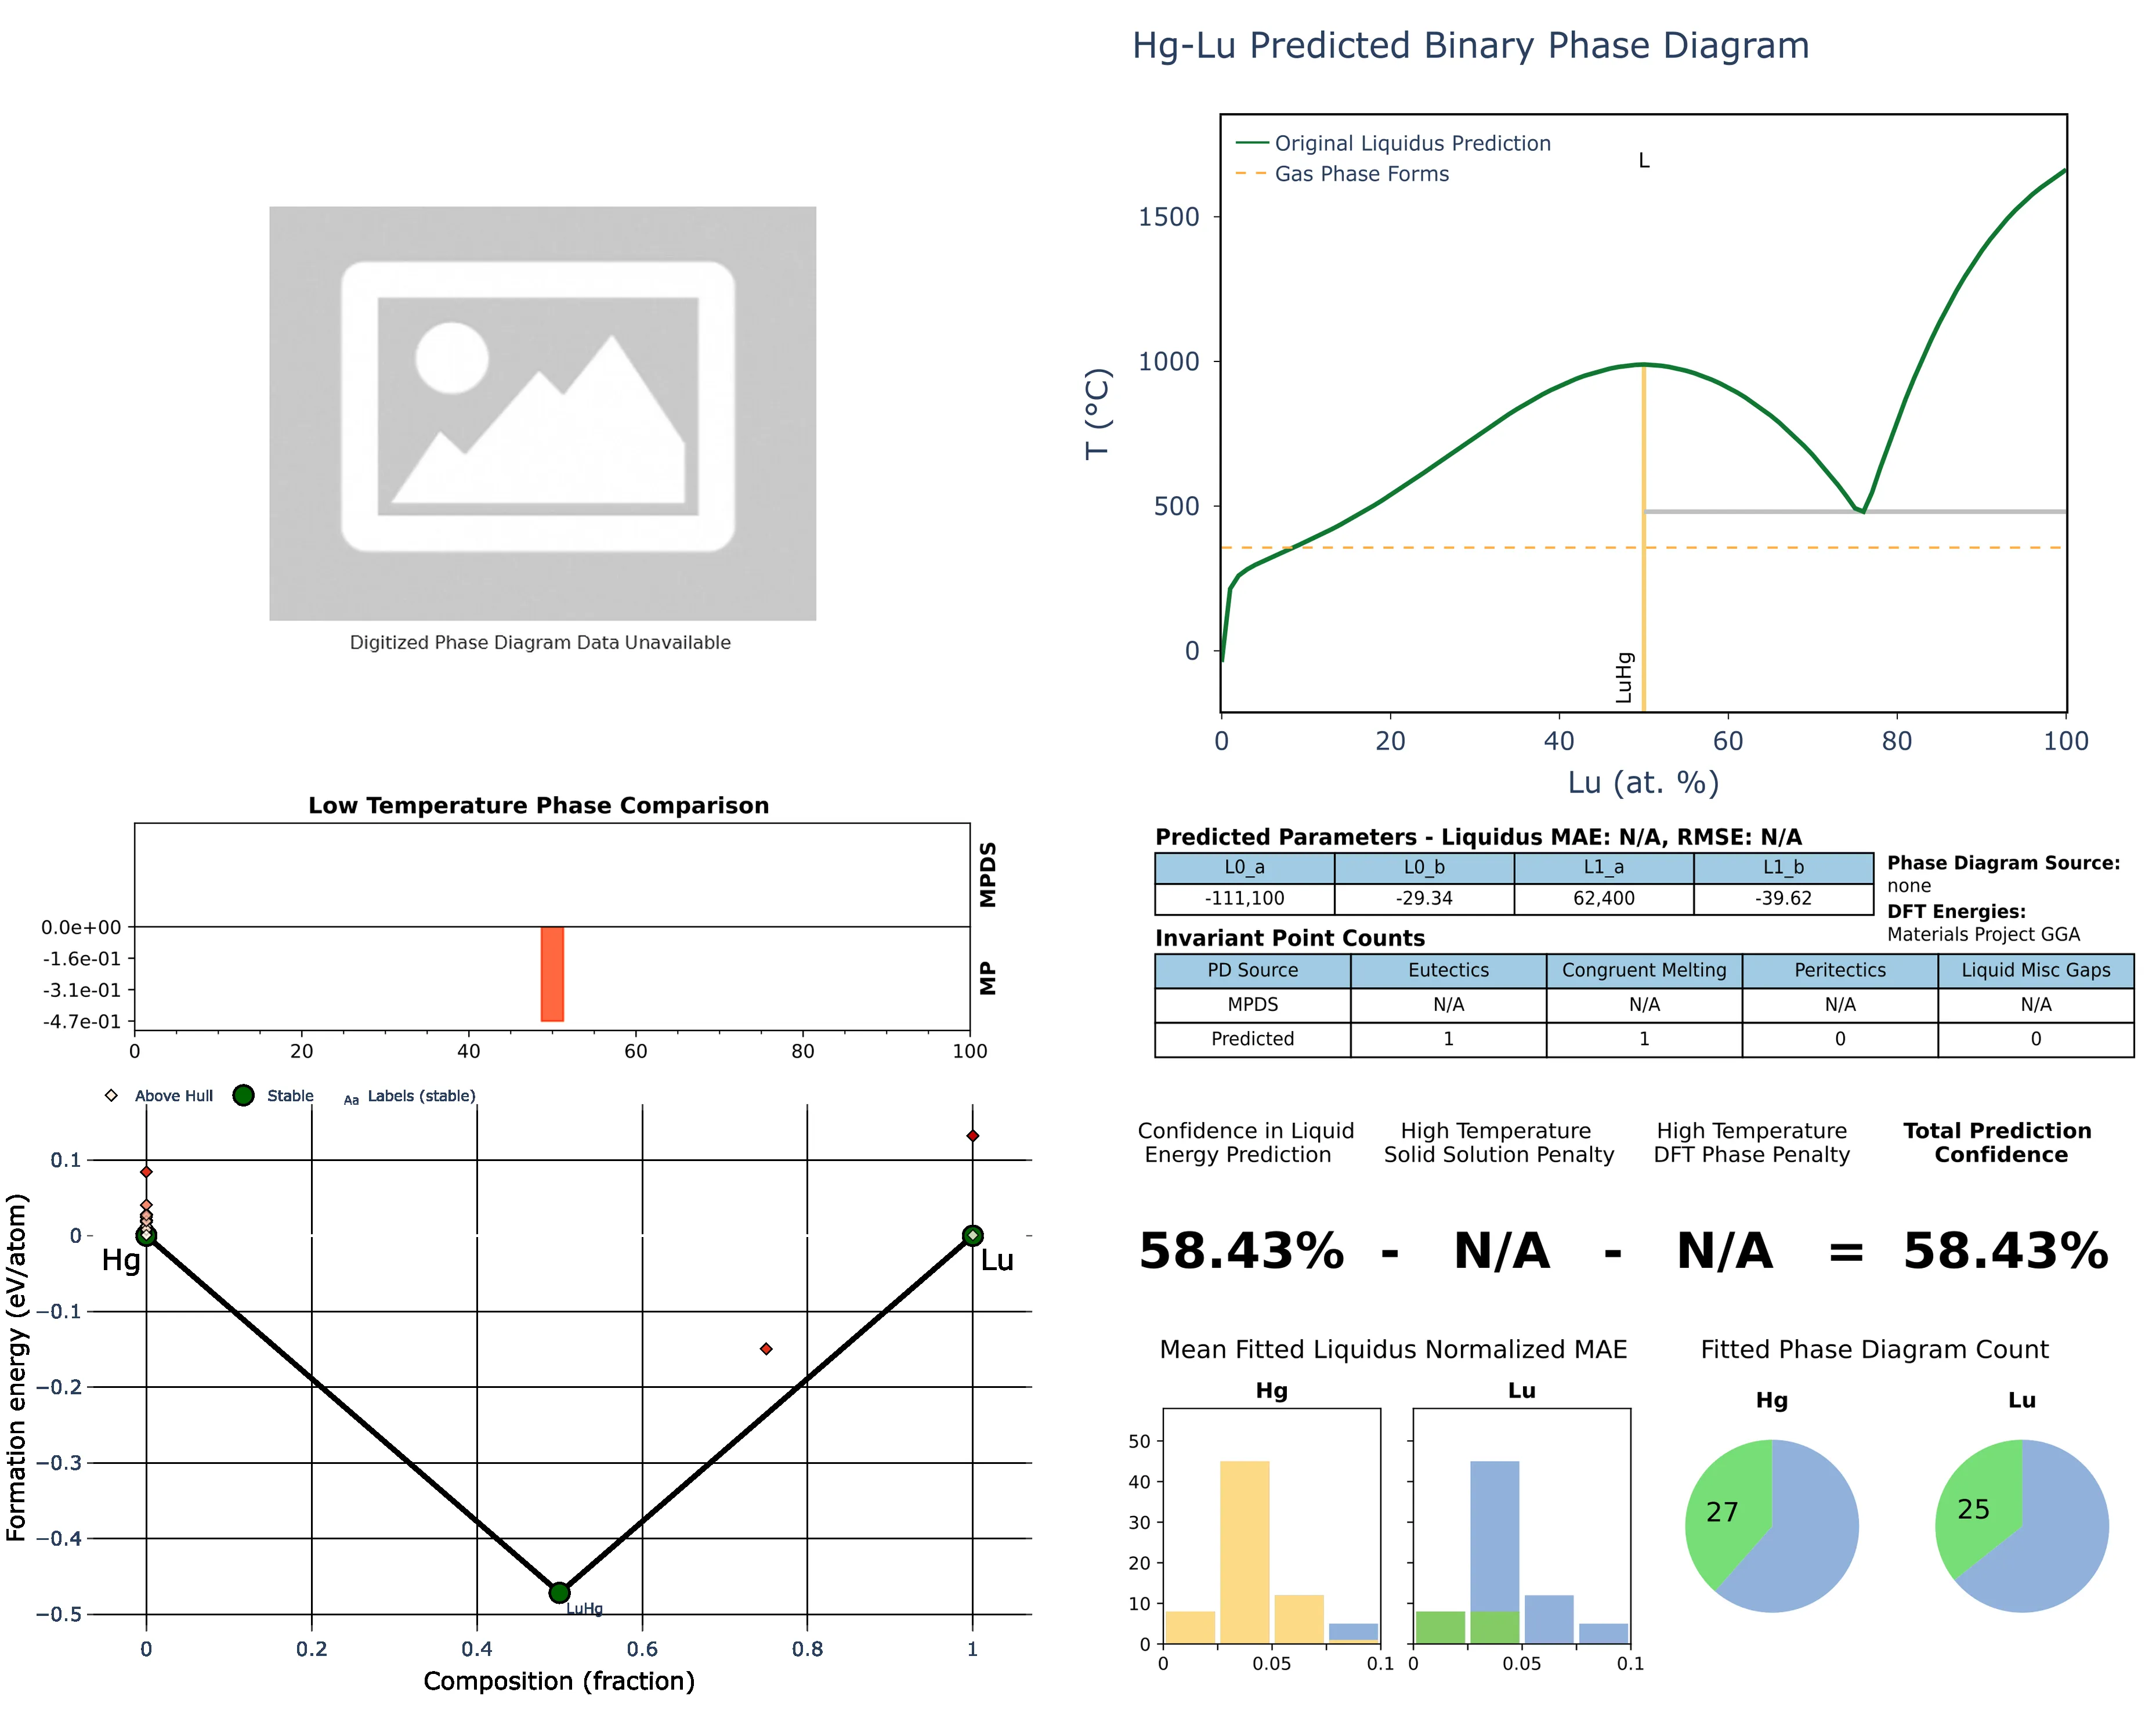 Hg-Lu Predicted Binary Phase Diagram
Digitized Phase Diagram Data Unavailable
Original Liquidus Prediction
Gas Phase Forms
L
T (°C)
1500
1000
500
0
LuHg
0 20 40 60 80 100
Lu (at. %)
Low Temperature Phase Comparison
MPDS
MP
0.0e+00
-1.6e-01
-3.1e-01
-4.7e-01
0 20 40 60 80 100
Predicted Parameters - Liquidus MAE: N/A, RMSE: N/A
L0_a L0_b L1_a L1_b
-111,100 -29.34 62,400 -39.62
Phase Diagram Source:
none
DFT Energies:
Materials Project GGA
Invariant Point Counts
PD Source Eutectics Congruent Melting Peritectics Liquid Misc Gaps
MPDS N/A N/A N/A N/A
Predicted 1 1 0 0
Above Hull Stable Aa Labels (stable)
Formation energy (eV/atom)
0.1
0
−0.1
−0.2
−0.3
−0.4
−0.5
Hg
Lu
LuHg
0 0.2 0.4 0.6 0.8 1
Composition (fraction)
Confidence in Liquid
Energy Prediction
High Temperature
Solid Solution Penalty
High Temperature
DFT Phase Penalty
Total Prediction
Confidence
58.43% - N/A - N/A = 58.43%
Mean Fitted Liquidus Normalized MAE
Hg
Lu
50
40
30
20
10
0
0 0.05 0.1
0 0.05 0.1
Fitted Phase Diagram Count
Hg
Lu
27
25